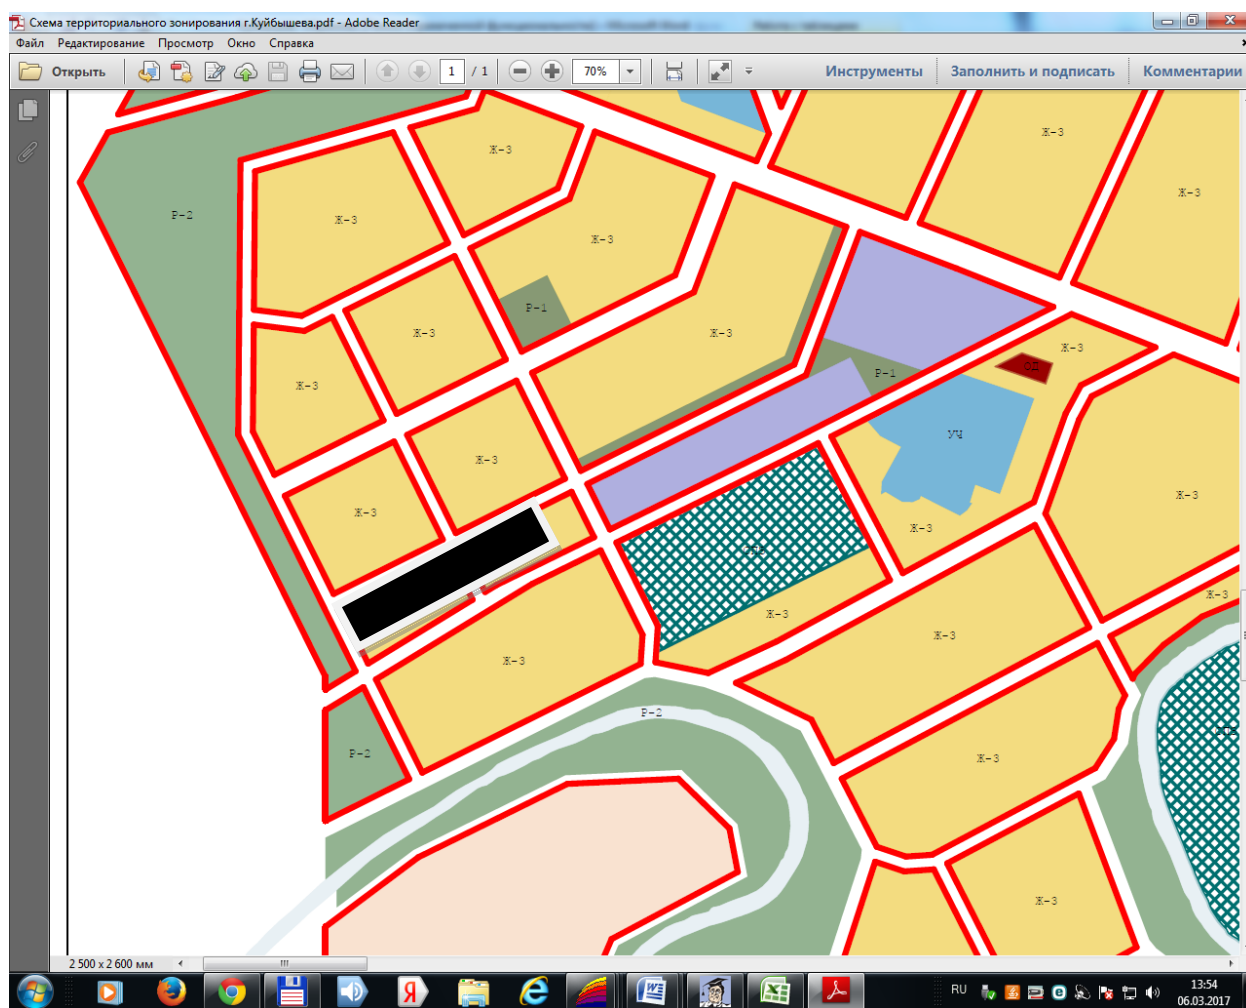 Схема территориального зонирования г.Куйбышева.pdf - Adobe Reader
Файл Редактирование Просмотр Окно Справка
Открыть 1 / 1 70% Инструменты Заполнить и подписать Комментарии
Ж-3
Ж-3
Ж-3
Р-2
Ж-3
Ж-3
Р-1
Ж-3
Ж-3
Ж-3
Р-1
ОД
Ж-3
УЧ
Ж-3
Ж-3
Ж-3
Ж-3
Ж-3
Ж-3
Ж-3
Ж-3
Ж-3
Р-2
Р-2
Ж-3
Ж-3
2 500 x 2 600 мм
RU 13:54
06.03.2017